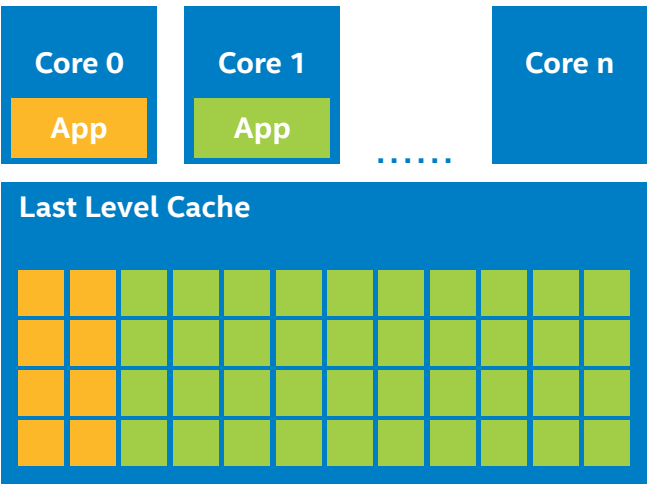 Core 0
Core 1
Core n
App
App
......
Last Level Cache